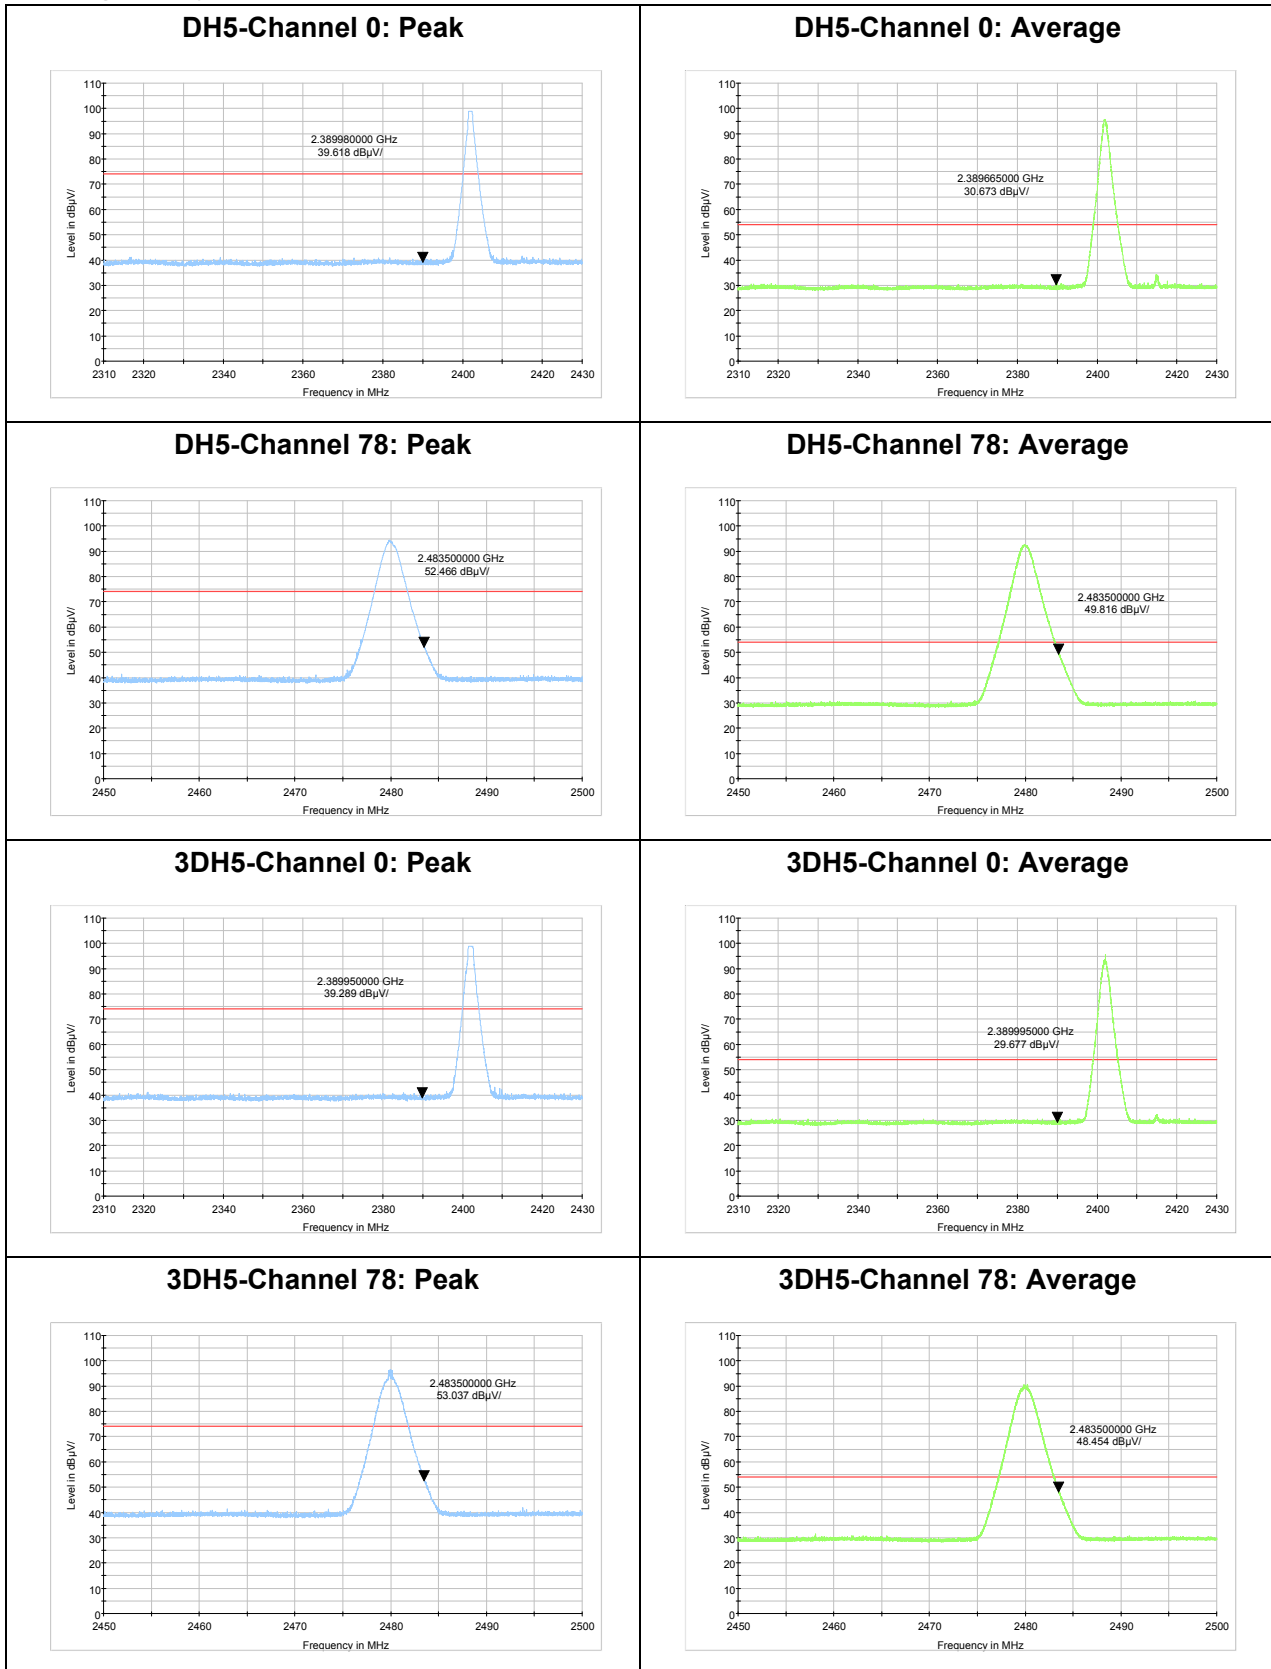 DH5-Channel 0: Peak
Level in dBµV/
110
100
90
80
70
60
50
40
30
20
10
0
2.389980000 GHz
39.618 dBµV/
2310 2320 2340 2360 2380 2400 2420 2430
Frequency in MHz
DH5-Channel 0: Average
Level in dBµV/
110
100
90
80
70
60
50
40
30
20
10
0
2.389665000 GHz
30.673 dBµV/
2310 2320 2340 2360 2380 2400 2420 2430
Frequency in MHz
DH5-Channel 78: Peak
Level in dBµV/
110
100
90
80
70
60
50
40
30
20
10
0
2.483500000 GHz
52.466 dBµV/
2450 2460 2470 2480 2490 2500
Frequency in MHz
DH5-Channel 78: Average
Level in dBµV/
110
100
90
80
70
60
50
40
30
20
10
0
2.483500000 GHz
49.816 dBµV/
2450 2460 2470 2480 2490 2500
Frequency in MHz
3DH5-Channel 0: Peak
Level in dBµV/
110
100
90
80
70
60
50
40
30
20
10
0
2.389950000 GHz
39.289 dBµV/
2310 2320 2340 2360 2380 2400 2420 2430
Frequency in MHz
3DH5-Channel 0: Average
Level in dBµV/
110
100
90
80
70
60
50
40
30
20
10
0
2.389995000 GHz
29.677 dBµV/
2310 2320 2340 2360 2380 2400 2420 2430
Frequency in MHz
3DH5-Channel 78: Peak
Level in dBµV/
110
100
90
80
70
60
50
40
30
20
10
0
2.483500000 GHz
53.037 dBµV/
2450 2460 2470 2480 2490 2500
Frequency in MHz
3DH5-Channel 78: Average
Level in dBµV/
110
100
90
80
70
60
50
40
30
20
10
0
2.483500000 GHz
48.454 dBµV/
2450 2460 2470 2480 2490 2500
Frequency in MHz